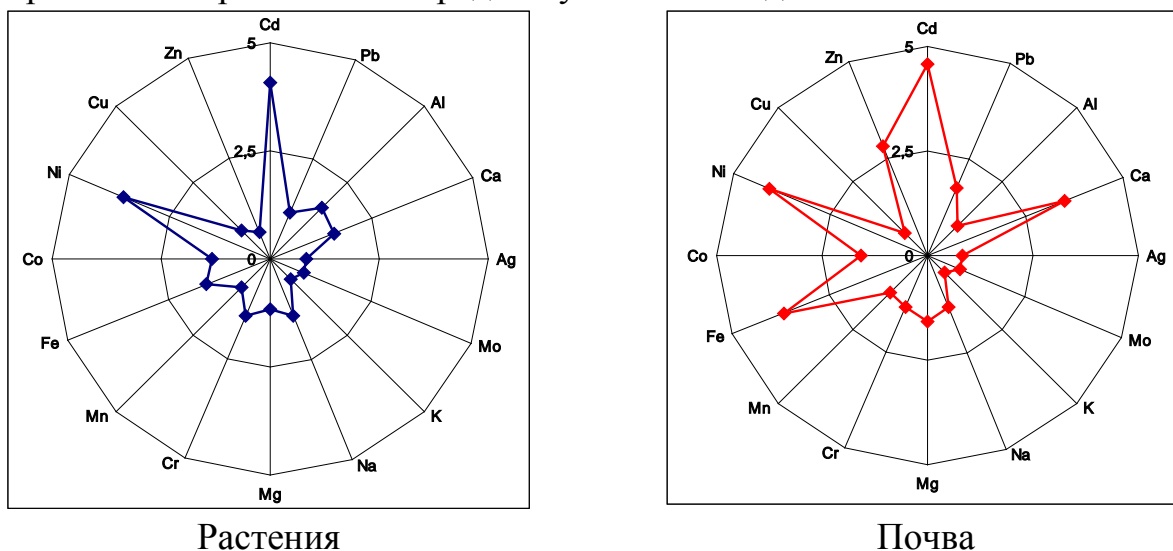 Cd
5
Zn
Pb
Cu
Al
Ni
2,5
Ca
Co
0
Ag
Fe
Mo
Mn
K
Cr
Na
Mg
Растения
Cd
5
Zn
Pb
Cu
Al
Ni
2,5
Ca
Co
0
Ag
Fe
Mo
Mn
K
Cr
Na
Mg
Почва